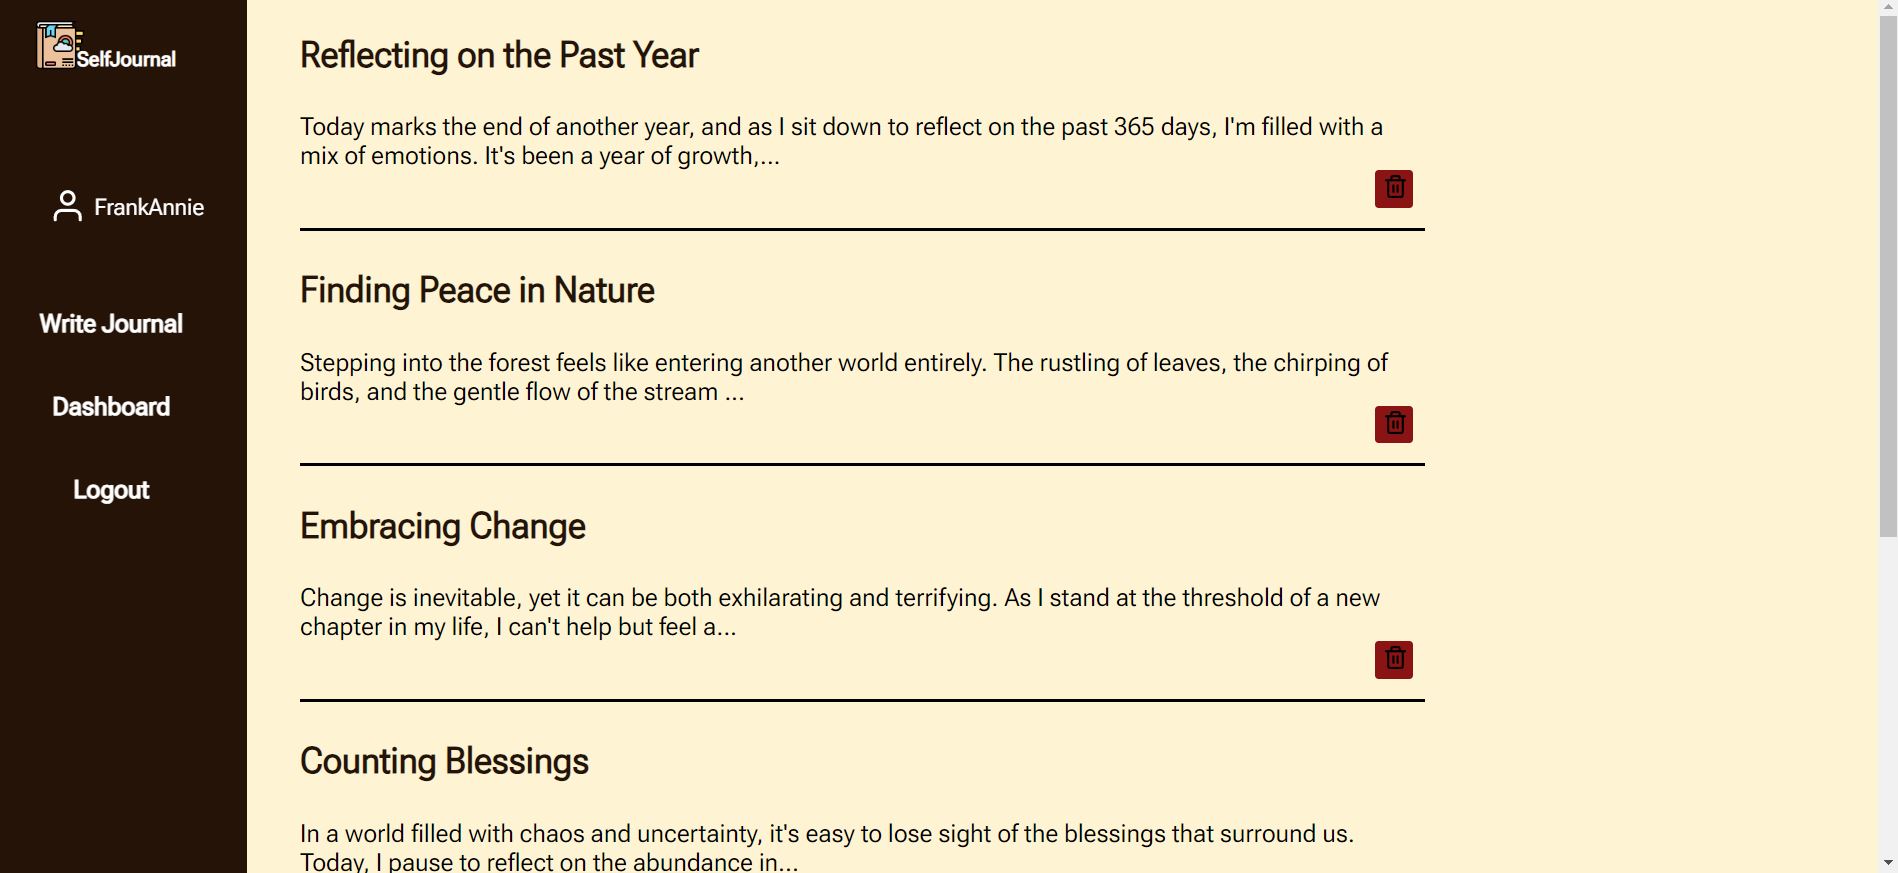 SelfJournal
FrankAnnie
Write Journal
Dashboard
Logout
Reflecting on the Past Year
Today marks the end of another year, and as I sit down to reflect on the past 365 days, I'm filled with a
mix of emotions. It's been a year of growth,...
Finding Peace in Nature
Stepping into the forest feels like entering another world entirely. The rustling of leaves, the chirping of
birds, and the gentle flow of the stream ...
Embracing Change
Change is inevitable, yet it can be both exhilarating and terrifying. As I stand at the threshold of a new
chapter in my life, I can't help but feel a...
Counting Blessings
In a world filled with chaos and uncertainty, it's easy to lose sight of the blessings that surround us.
Today, I pause to reflect on the abundance in...